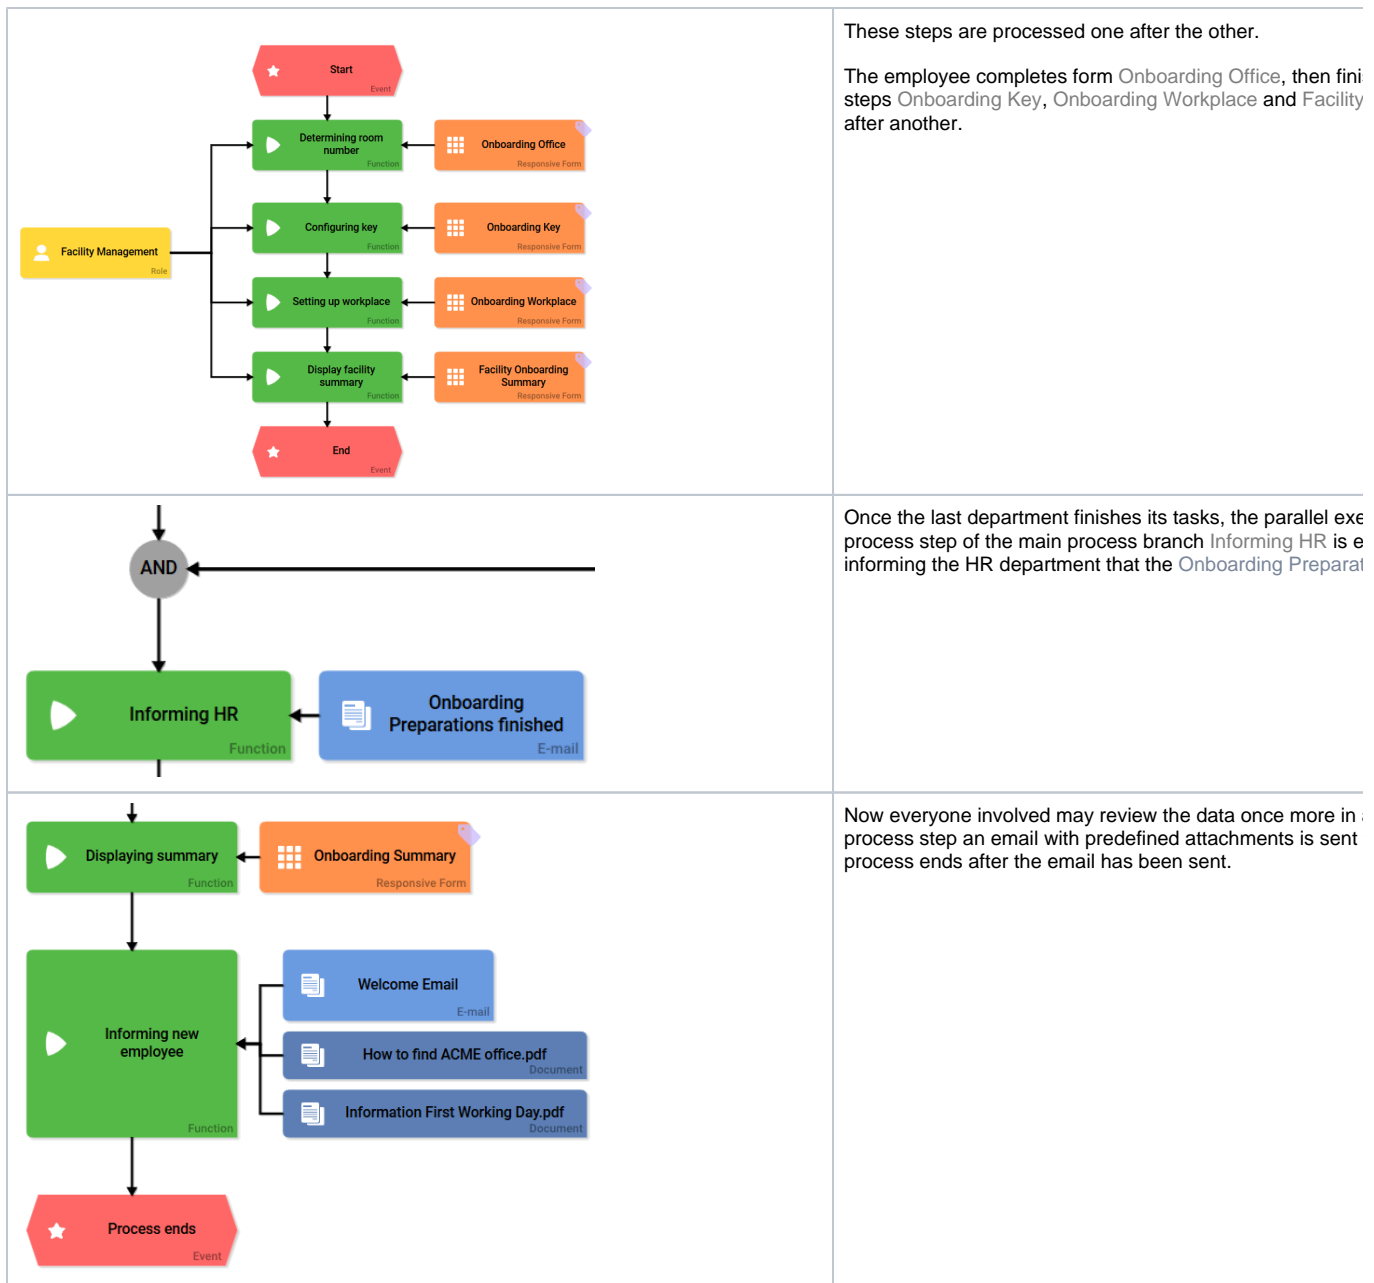 Start
Event
Determining room
number
Function
Onboarding Office
Responsive Form
Configuring key
Function
Onboarding Key
Responsive Form
Facility Management
Role
Setting up workplace
Function
Onboarding Workplace
Responsive Form
Display facility
summary
Function
Facility Onboarding
Summary
Responsive Form
End
Event
These steps are processed one after the other.
The employee completes form Onboarding Office, then
steps Onboarding Key, Onboarding Workplace and Facility
after another.
AND
Informing HR
Function
Onboarding
Preparations finished
E-mail
Once the last department finishes its tasks, the parallel
process step of the main process branch Informing HR is
informing the HR department that the Onboarding
Displaying summary
Function
Onboarding Summary
Responsive Form
Informing new
employee
Function
Welcome Email
E-mail
How to find ACME office.pdf
Document
Information First Working Day.pdf
Document
Process ends
Event
Now everyone involved may review the data once more in
process step an email with predefined attachments is sent
process ends after the email has been sent.